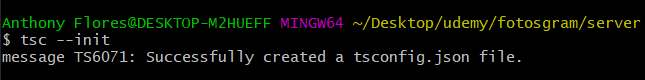 Anthony Flores@DESKTOP-M2HUEFF MINGW64 ~/Desktop/udemy/fotosgram/server
$ tsc --init
message TS6071: Successfully created a tsconfig.json file.